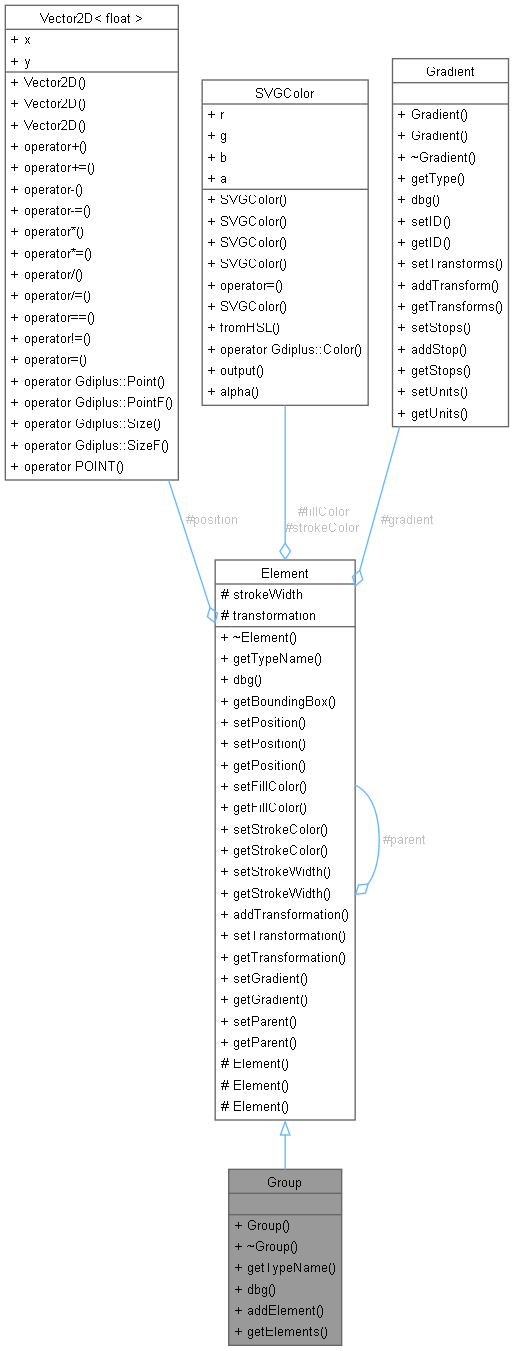 Vector2D< float >
+ x
+ y
+ Vector2D()
+ Vector2D()
+ Vector2D()
+ operator+()
+ operator+=()
+ operator-()
+ operator-=()
+ operator*()
+ operator*=()
+ operator/()
+ operator/=()
+ operator==()
+ operator!=()
+ operator=()
+ operator Gdiplus::Point()
+ operator Gdiplus::PointF()
+ operator Gdiplus::Size()
+ operator Gdiplus::SizeF()
+ operator POINT()
SVGColor
+ r
+ g
+ b
+ a
+ SVGColor()
+ SVGColor()
+ SVGColor()
+ SVGColor()
+ operator=()
+ SVGColor()
+ fromHSL()
+ operator Gdiplus::Color()
+ output()
+ alpha()
Gradient
+ Gradient()
+ Gradient()
+ ~Gradient()
+ getType()
+ dbg()
+ setID()
+ getID()
+ setTransforms()
+ addTransform()
+ getTransforms()
+ setStops()
+ addStop()
+ getStops()
+ setUnits()
+ getUnits()
#position
#fillColor
#strokeColor
#gradient
Element
# strokeWidth
# transformation
+ ~Element()
+ getTypeName()
+ dbg()
+ getBoundingBox()
+ setPosition()
+ setPosition()
+ getPosition()
+ setFillColor()
+ getFillColor()
+ setStrokeColor()
+ getStrokeColor()
+ setStrokeWidth()
+ getStrokeWidth()
+ addTransformation()
+ setTransformation()
+ getTransformation()
+ setGradient()
+ getGradient()
+ setParent()
+ getParent()
# Element()
# Element()
# Element()
#parent
Group
+ Group()
+ ~Group()
+ getTypeName()
+ dbg()
+ addElement()
+ getElements()